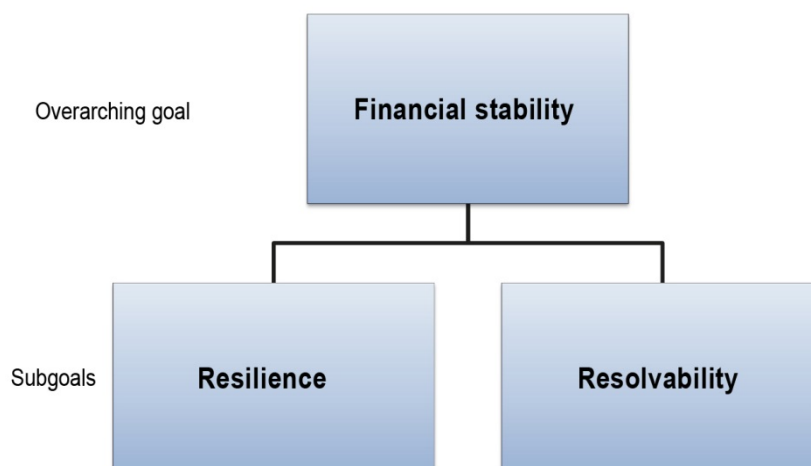 Overarching goal
Financial stability
Subgoals
Resilience
Resolvability